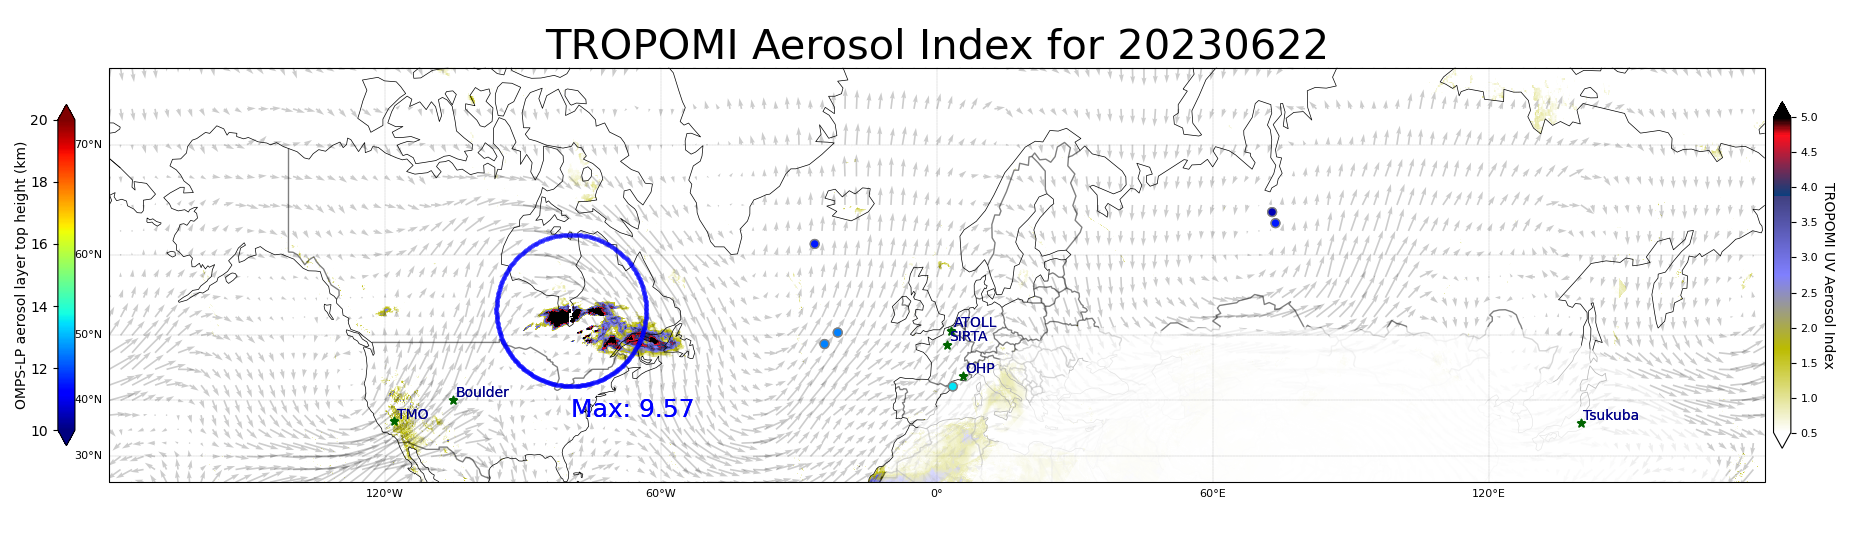 TROPOMI Aerosol Index for 20230622
OMPS-LP aerosol layer top height (km)
20
18
16
14
12
10
70°N
60°N
50°N
40°N
30°N
120°W
60°W
0°
60°E
120°E
ATOLL
SIRTA
OHP
Boulder
TMO
Max: 9.57
Tsukuba
5.0
4.5
4.0
3.5
3.0
2.5
2.0
1.5
1.0
0.5
TROPOMI UV Aerosol Index